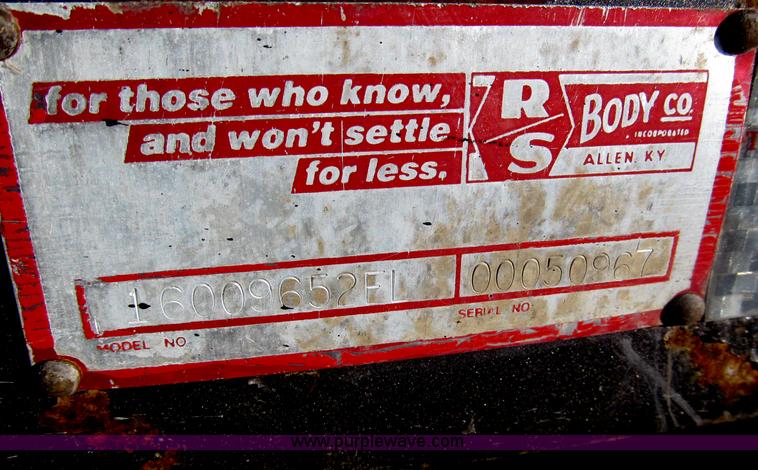 for those who know,
and won't settle
for less.
R/S
BODY CO.
INCORPORATED
ALLEN, KY
16009652FL
00050967
MODEL NO
SERIAL NO.
www.purplewave.com